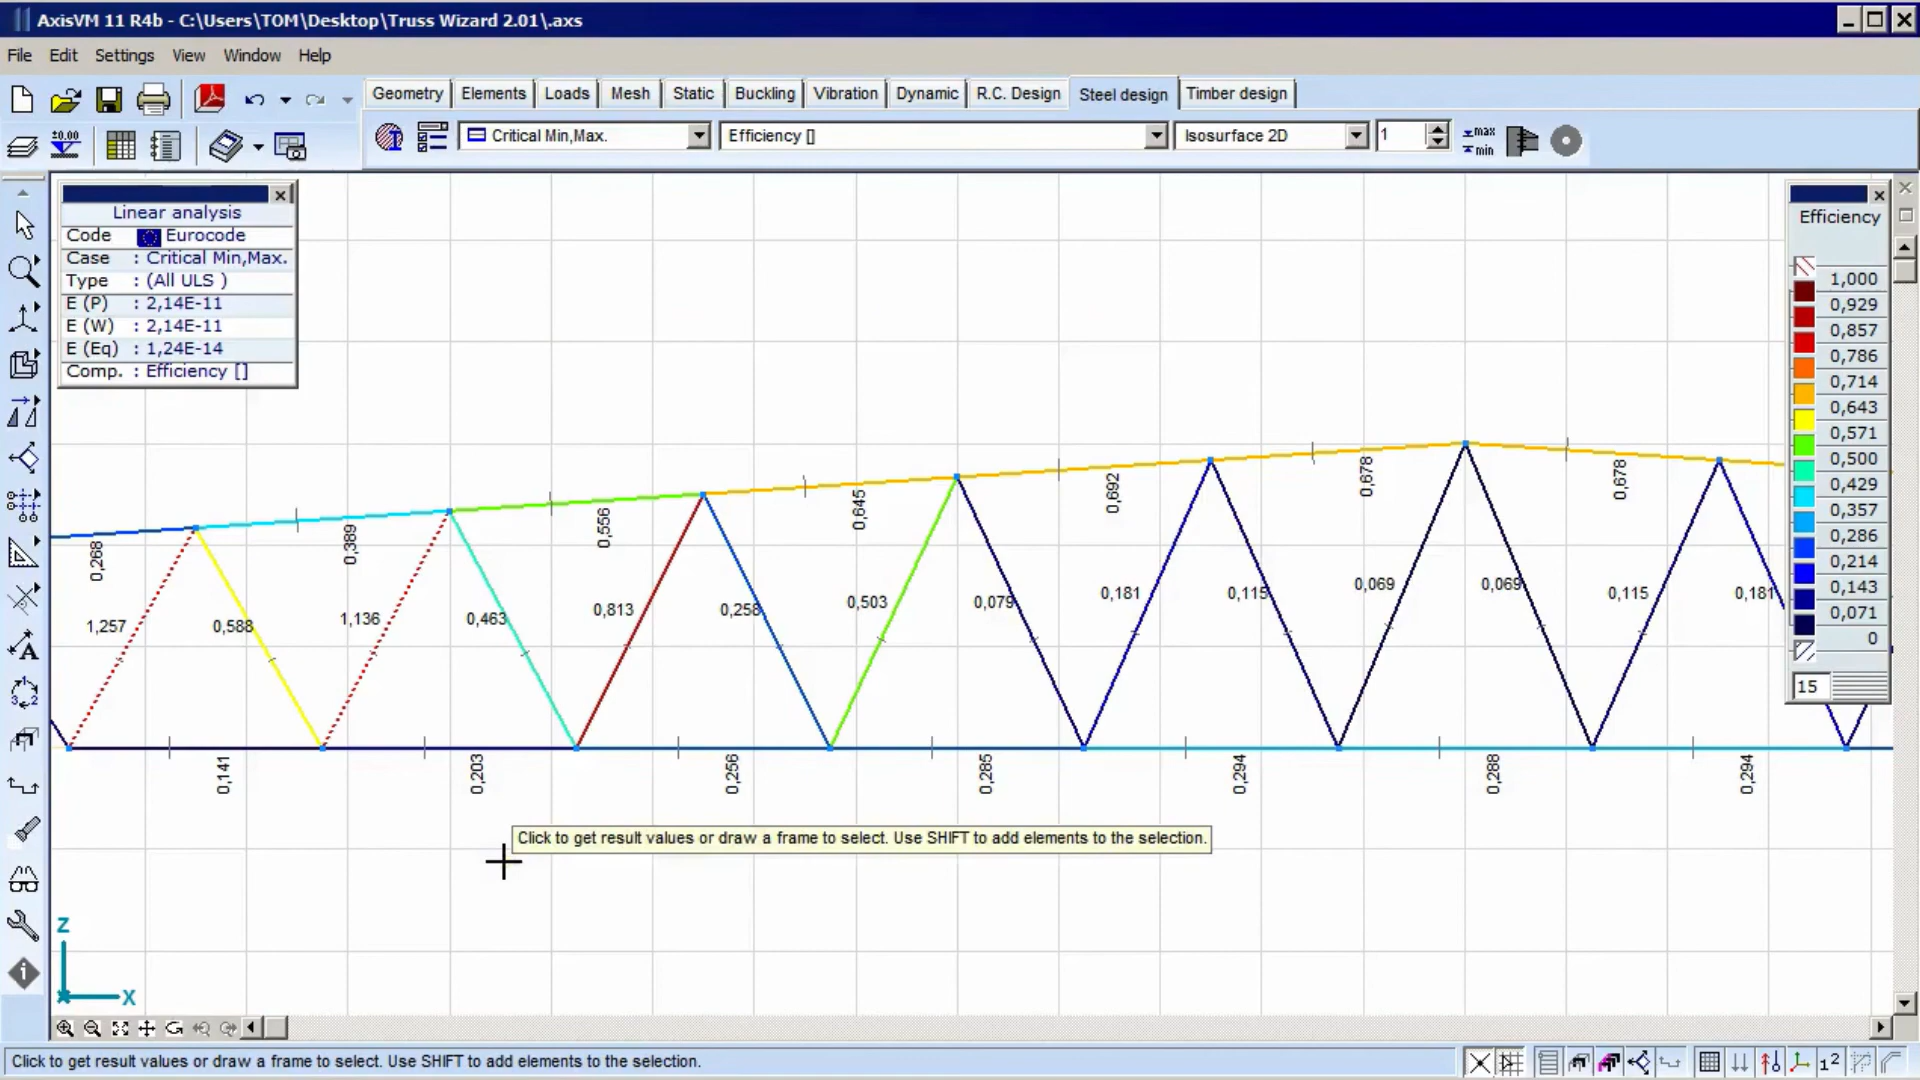 AxisVM 11 R4b - C:\Users\TOM\Desktop\Truss Wizard 2.01\.axs
File Edit Settings View Window Help
Geometry Elements Loads Mesh Static Buckling Vibration Dynamic R.C. Design Steel design Timber design
Critical Min,Max. Efficiency [] Isosurface 2D 1 max min
Linear analysis
Code Eurocode
Case : Critical Min,Max.
Type : (All ULS )
E (P) : 2,14E-11
E (W) : 2,14E-11
E (Eq) : 1,24E-14
Comp. : Efficiency []
Efficiency
1,000
0,929
0,857
0,786
0,714
0,643
0,571
0,500
0,429
0,357
0,286
0,214
0,143
0,071
0
15
0,268 0,389 0,556 0,645 0,692 0,678 0,678
1,257 0,588 1,136 0,463 0,813 0,258 0,503 0,079 0,181 0,115 0,069 0,069 0,115 0,181
0,141 0,203 0,256 0,285 0,294 0,288 0,294
Click to get result values or draw a frame to select. Use SHIFT to add elements to the selection.
Z
X
Click to get result values or draw a frame to select. Use SHIFT to add elements to the selection.